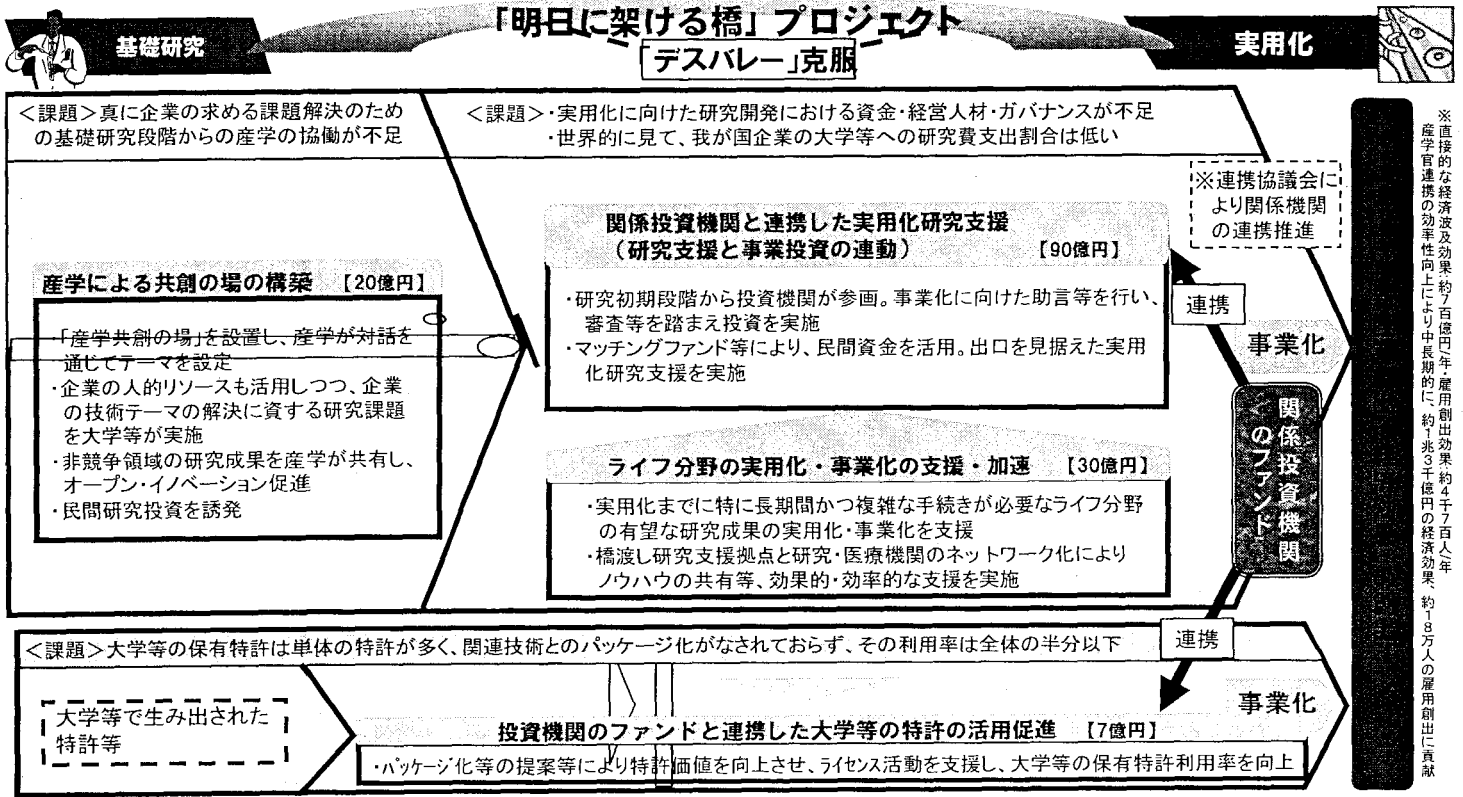 「明日に架ける橋」プロジェクト
「デスバレー」克服
基礎研究
実用化
＜課題＞真に企業の求める課題解決のため
の基礎研究段階からの産学の協働が不足
＜課題＞・実用化に向けた研究開発における資金・経営人材・ガバナンスが不足
・世界的に見て、我が国企業の大学等への研究費支出割合は低い
※連携協議会に
より関係機関
の連携推進
産学による共創の場の構築 【20億円】
・「産学共創の場」を設置し、産学が対話を
通じてテーマを設定
・企業の人的リソースも活用しつつ、企業
の技術テーマの解決に資する研究課題
を大学等が実施
・非競争領域の研究成果を産学が共有し、
オープン・イノベーション促進
・民間研究投資を誘発
関係投資機関と連携した実用化研究支援
（研究支援と事業投資の連動） 【90億円】
・研究初期段階から投資機関が参画。事業化に向けた助言等を行い、
審査等を踏まえ投資を実施
・マッチングファンド等により、民間資金を活用。出口を見据えた実用
化研究支援を実施
ライフ分野の実用化・事業化の支援・加速 【30億円】
・実用化までに特に長期間かつ複雑な手続きが必要なライフ分野
の有望な研究成果の実用化・事業化を支援
・橋渡し研究支援拠点と研究・医療機関のネットワーク化により
ノウハウの共有等、効果的・効率的な支援を実施
連携
事業化
関係投資機関
のファンド
連携
＜課題＞大学等の保有特許は単体の特許が多く、関連技術とのパッケージ化がなされておらず、その利用率は全体の半分以下
大学等で生み出された
特許等
事業化
投資機関のファンドと連携した大学等の特許の活用促進 【7億円】
・パッケージ化等の提案等により特許価値を向上させ、ライセンス活動を支援し、大学等の保有特許利用率を向上
※直接的な経済波及効果・約7百億円/年・雇用創出効果・約4千7百人/年
産学官連携の効率性向上により中長期的に、約1兆3千億円の経済効果、約18万人の雇用創出に貢献